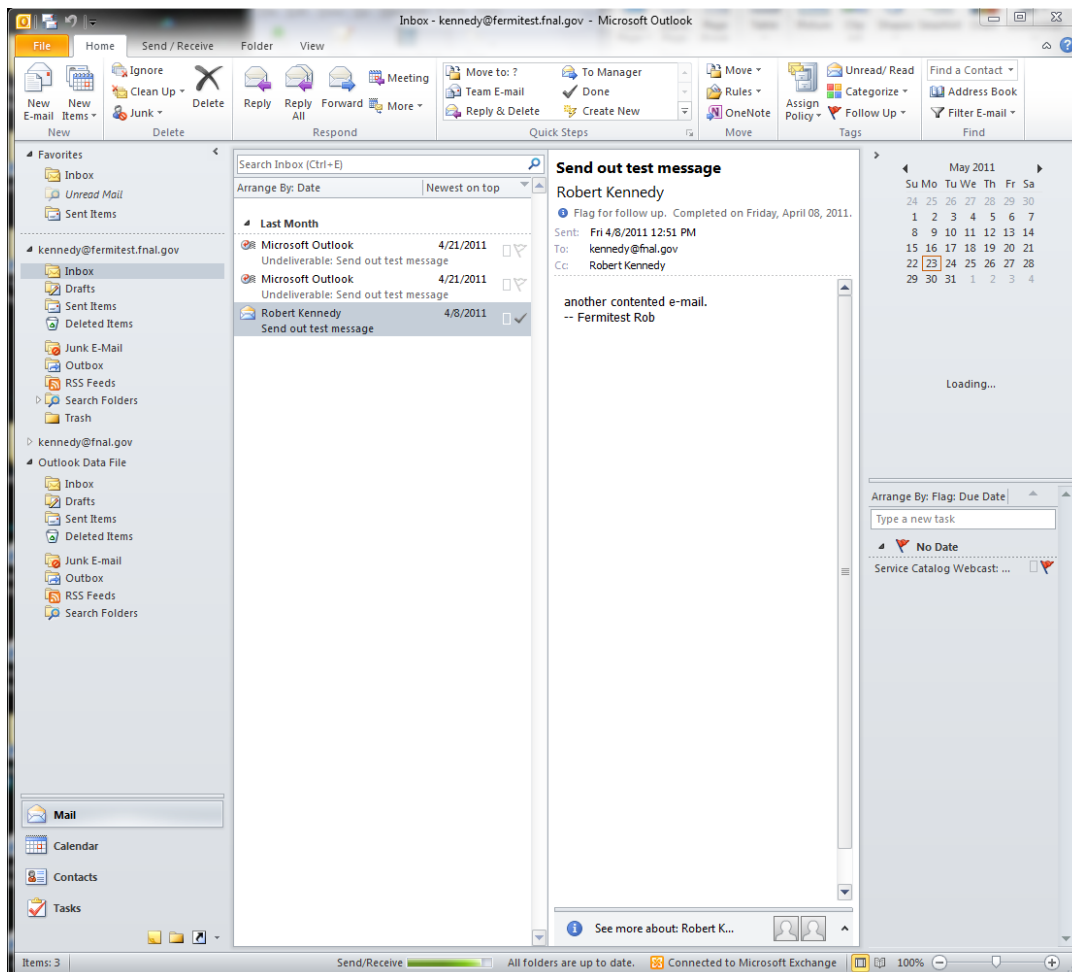 Inbox - kennedy@fermitest.fnal.gov - Microsoft Outlook
File Home Send / Receive Folder View
New E-mail
New Items
New
Ignore
Clean Up
Junk
Delete
Delete
Reply
Reply All
Forward
Meeting
More
Respond
Move to: ?
Team E-mail
Reply & Delete
To Manager
Done
Create New
Quick Steps
Move
Rules
OneNote
Move
Assign Policy
Unread/ Read
Categorize
Follow Up
Tags
Find a Contact
Address Book
Filter E-mail
Find
Favorites
Inbox
Unread Mail
Sent Items
kennedy@fermitest.fnal.gov
Inbox
Drafts
Sent Items
Deleted Items
Junk E-Mail
Outbox
RSS Feeds
Search Folders
Trash
kennedy@fnal.gov
Outlook Data File
Inbox
Drafts
Sent Items
Deleted Items
Junk E-mail
Outbox
RSS Feeds
Search Folders
Mail
Calendar
Contacts
Tasks
Search Inbox (Ctrl+E)
Arrange By: Date Newest on top
Last Month
Microsoft Outlook 4/21/2011
Undeliverable: Send out test message
Microsoft Outlook 4/21/2011
Undeliverable: Send out test message
Robert Kennedy 4/8/2011
Send out test message
Send out test message
Robert Kennedy
Flag for follow up. Completed on Friday, April 08, 2011.
Sent: Fri 4/8/2011 12:51 PM
To: kennedy@fnal.gov
Cc: Robert Kennedy
another contented e-mail.
-- Fermitest Rob
See more about: Robert K...
May 2011
Su Mo Tu We Th Fr Sa
24 25 26 27 28 29 30
1 2 3 4 5 6 7
8 9 10 11 12 13 14
15 16 17 18 19 20 21
22 23 24 25 26 27 28
29 30 31 1 2 3 4
Loading...
Arrange By: Flag: Due Date
Type a new task
No Date
Service Catalog Webcast: ...
Items: 3
Send/Receive
All folders are up to date.
Connected to Microsoft Exchange
100%